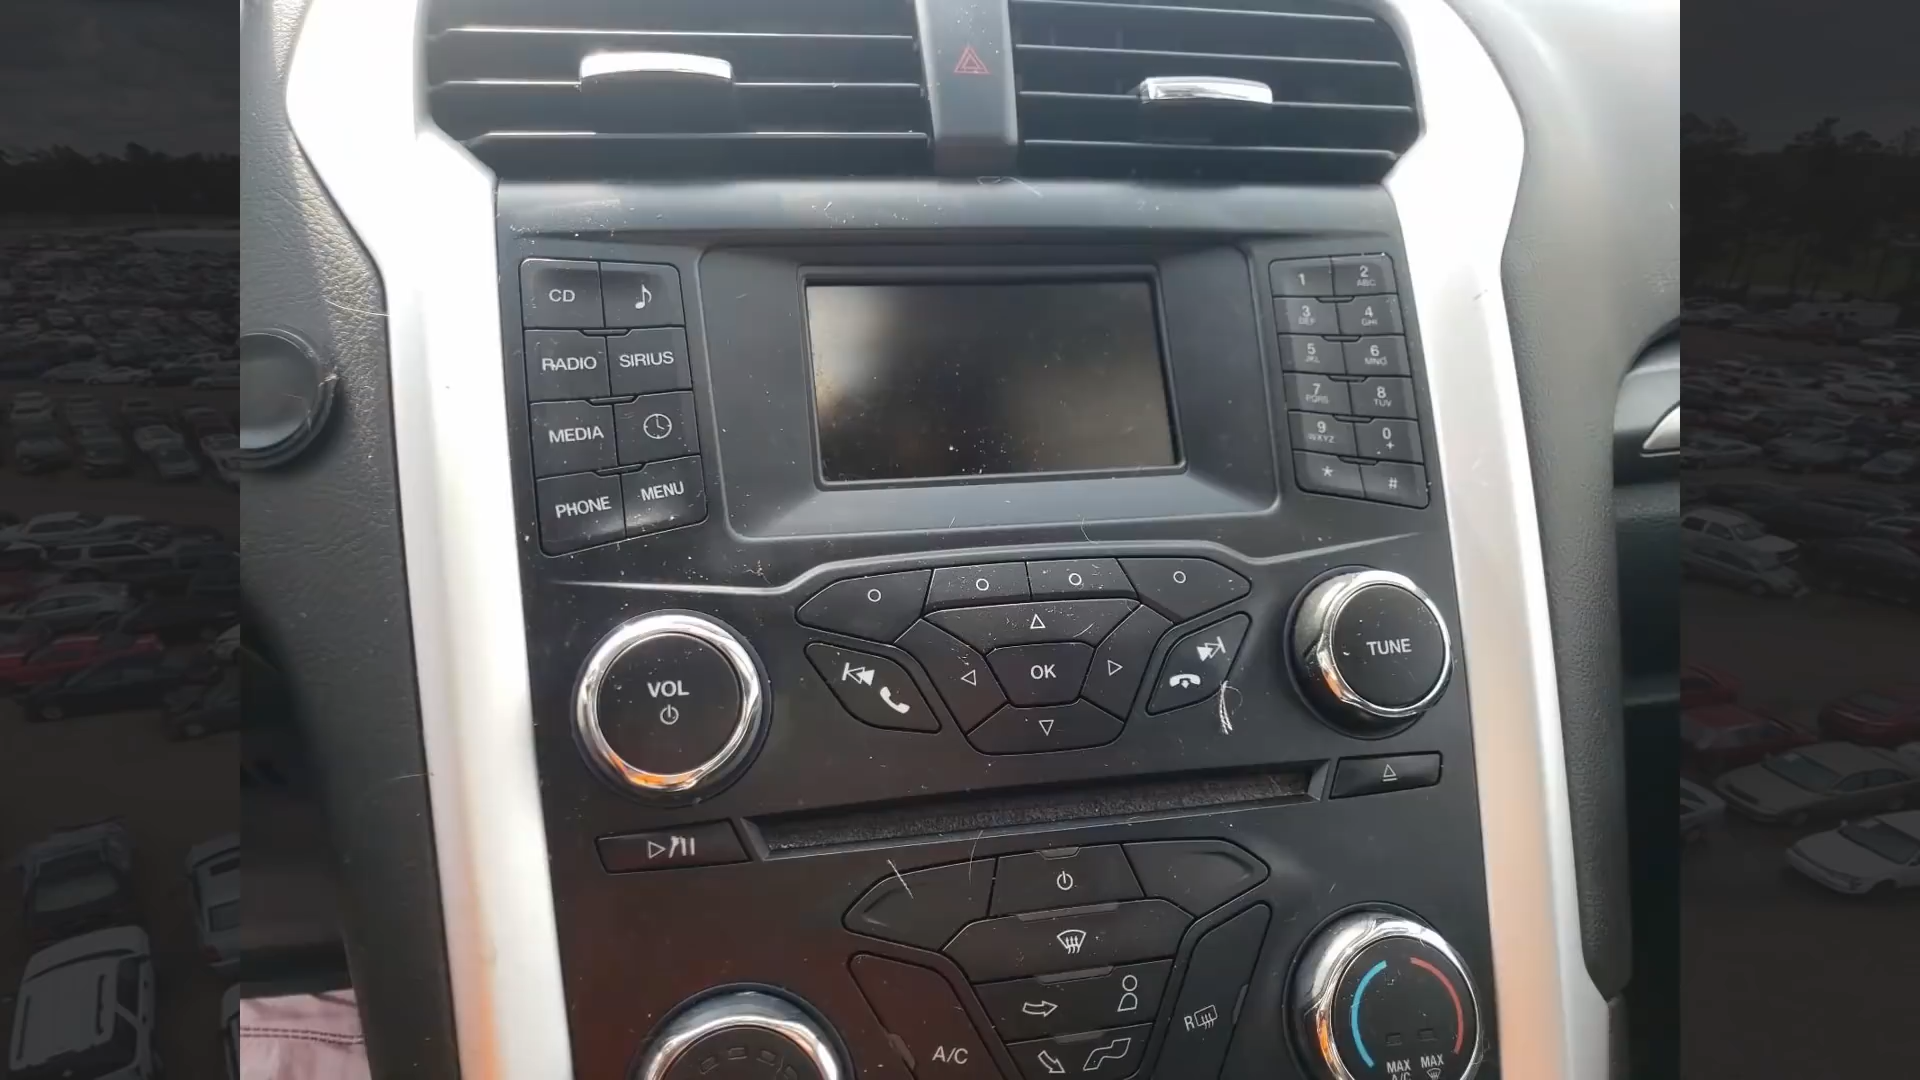 CD
RADIO SIRIUS
MEDIA
PHONE MENU
1 2 ABC
3 DEF 4 GHI
5 JKL 6 MNO
7 PQRS 8 TUV
9 WXYZ 0 +
* #
VOL
OK
TUNE
A/C
R
MAX A/C
MAX